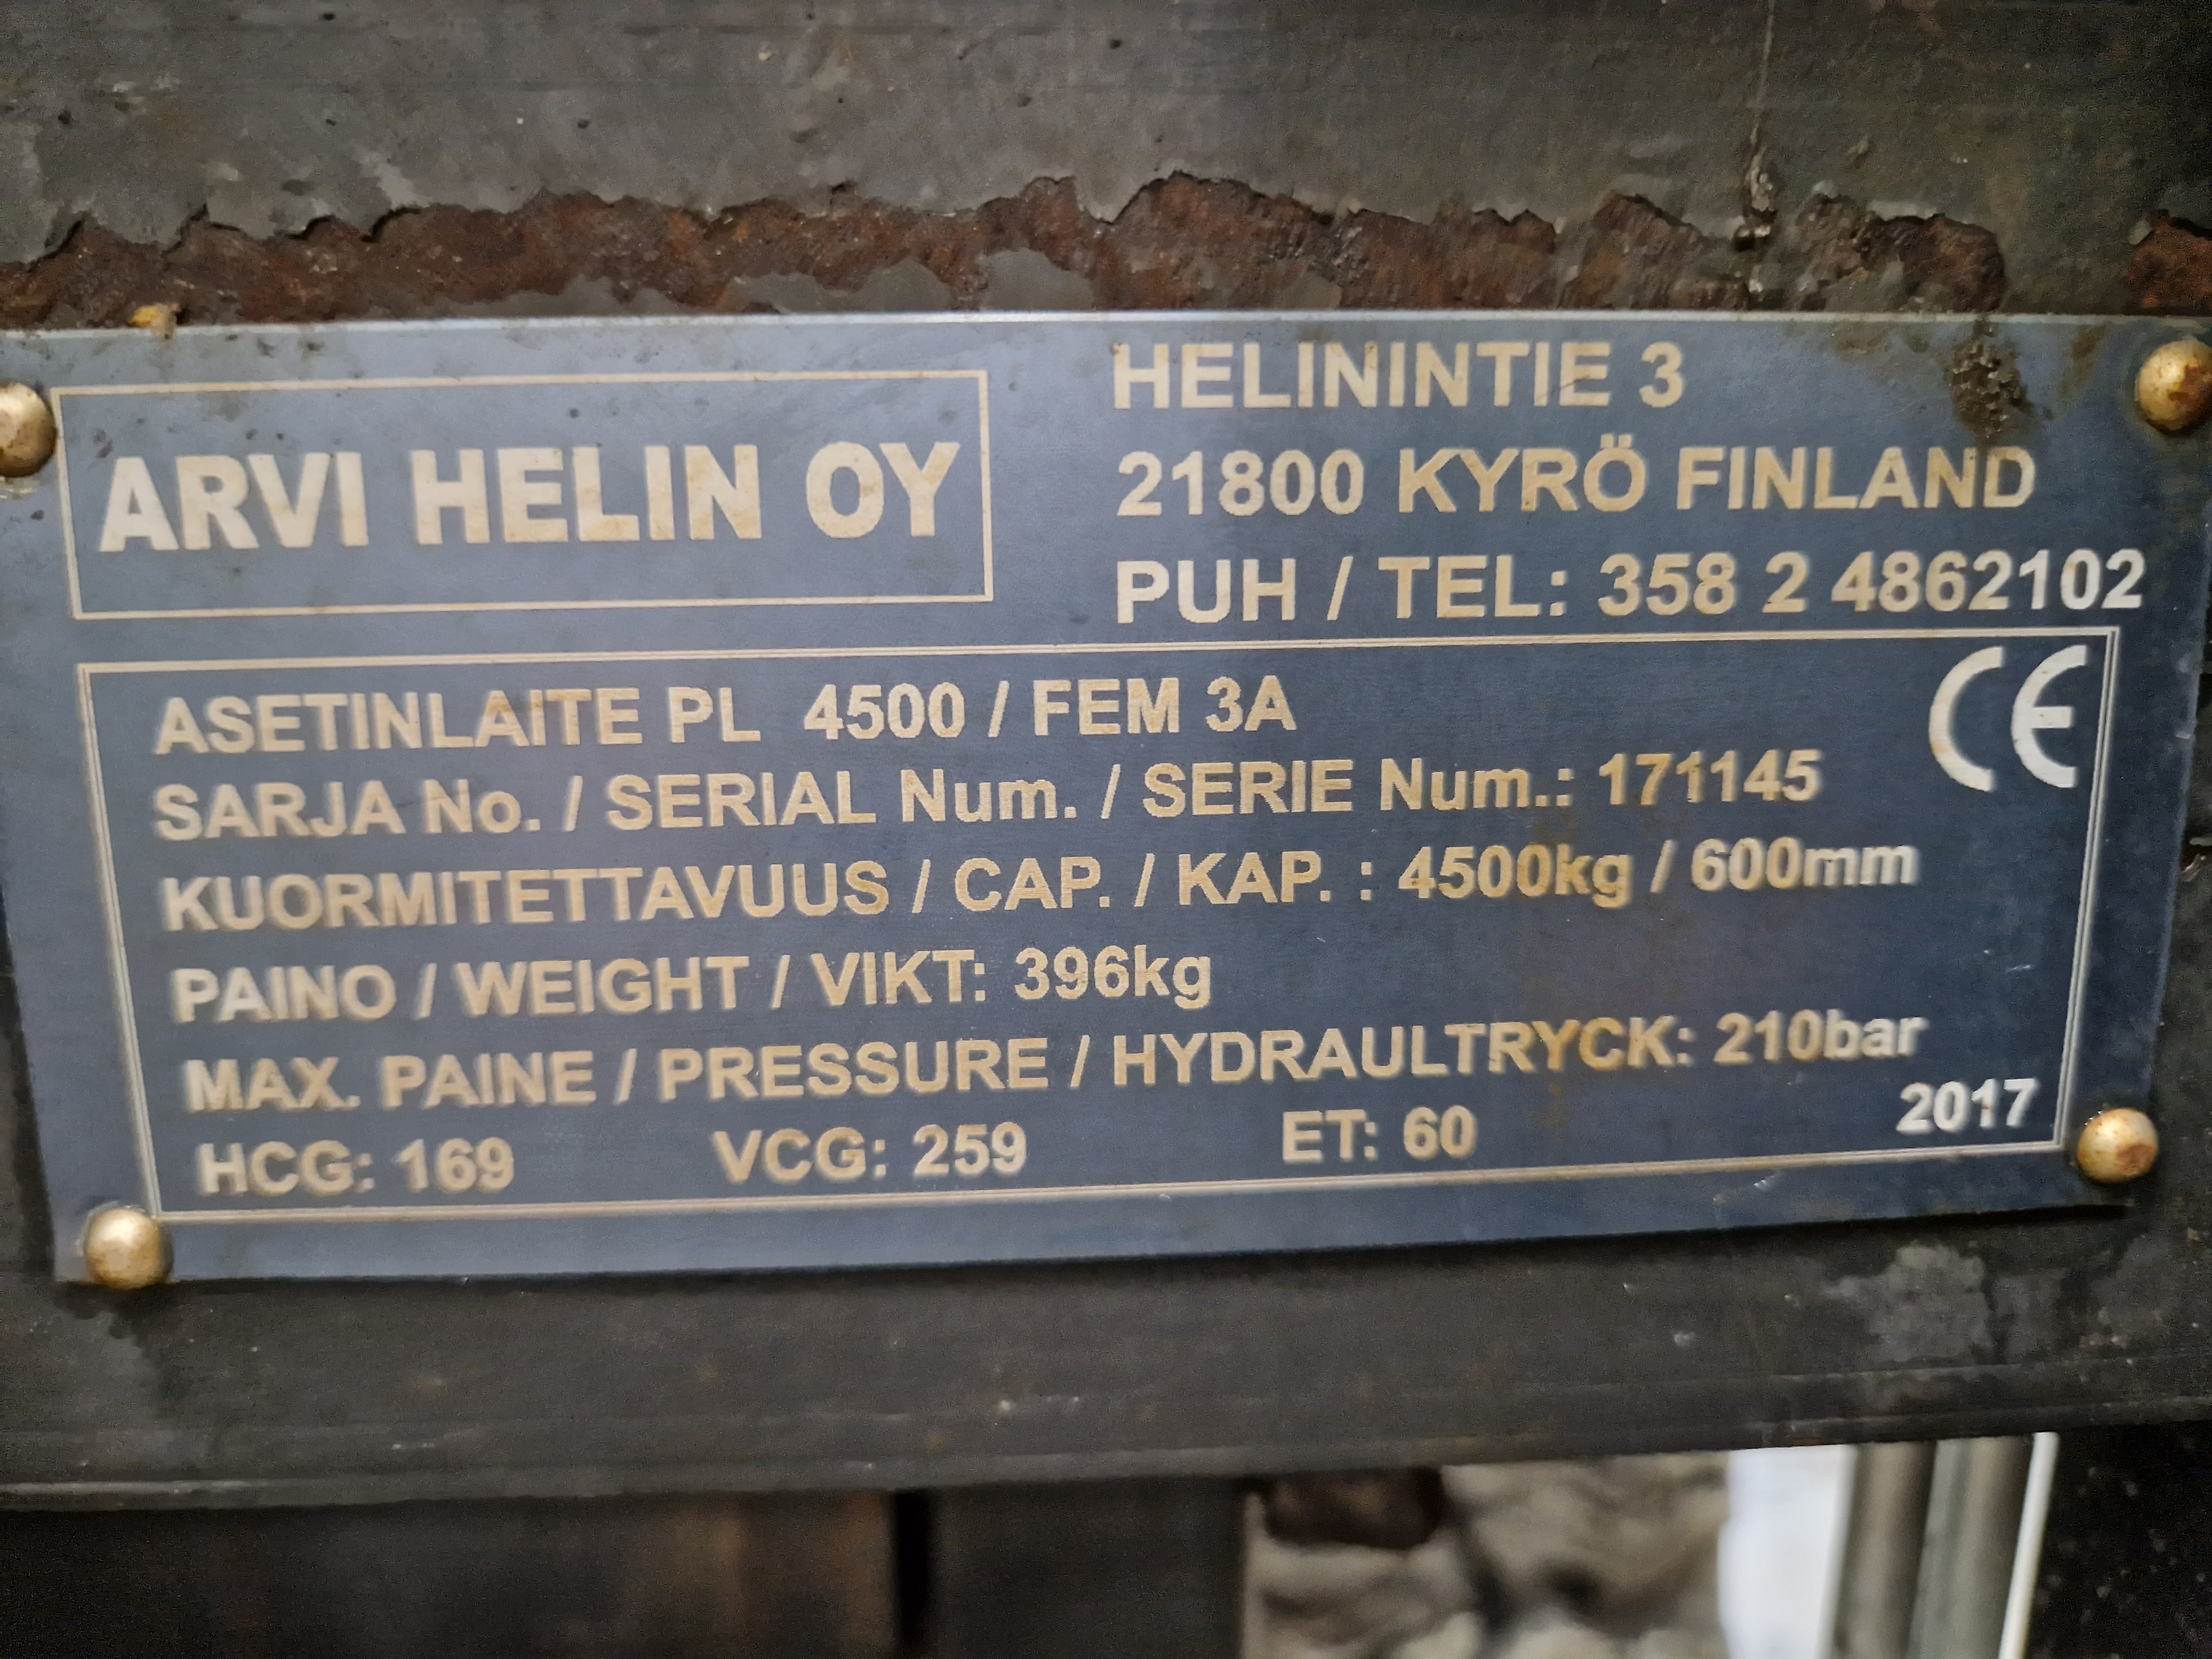 ARVI HELIN OY
HELININTIE 3
21800 KYRÖ FINLAND
PUH / TEL: 358 2 4862102
CE
ASETINLAITE PL 4500 / FEM 3A
SARJA No. / SERIAL Num. / SERIE Num.: 171145
KUORMITETTAVUUS / CAP. / KAP. : 4500kg / 600mm
PAINO / WEIGHT / VIKT: 396kg
MAX. PAINE / PRESSURE / HYDRAULTRYCK: 210bar
HCG: 169 VCG: 259 ET: 60 2017